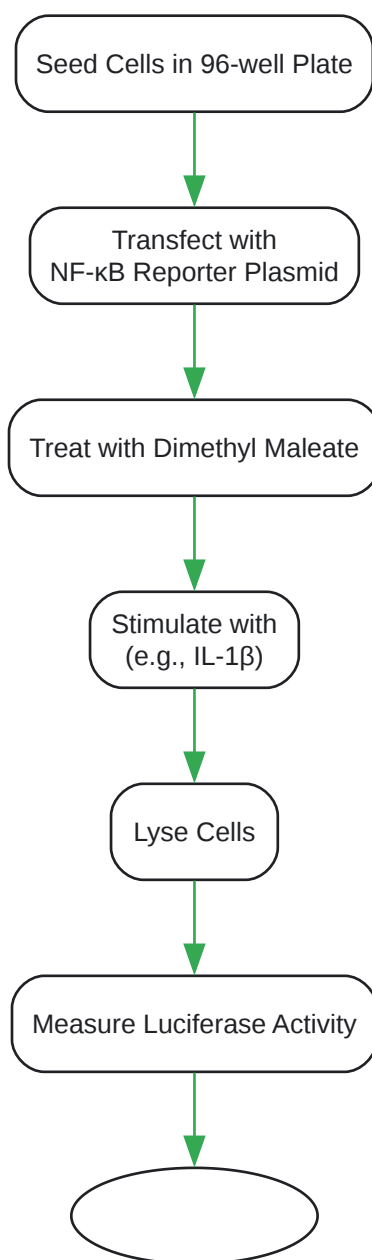 Seed Cells in 96-well Plate
Transfect with
NF-κB Reporter Plasmid
Treat with Dimethyl Maleate
Stimulate with
(e.g., IL-1β)
Lyse Cells
Measure Luciferase Activity